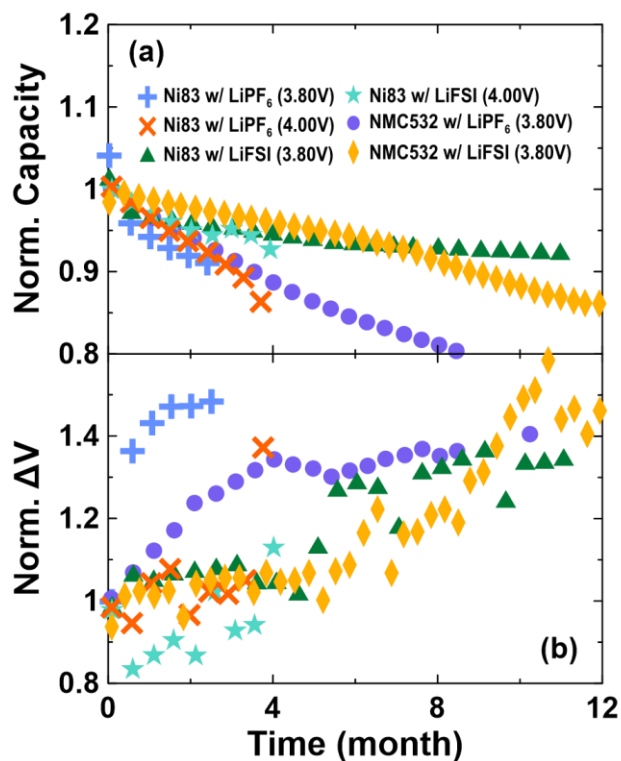 1.2
(a)
Ni83 w/ LiPF₆ (3.80V)
Ni83 w/ LiPF₆ (4.00V)
Ni83 w/ LiFSI (3.80V)
Ni83 w/ LiFSI (4.00V)
NMC532 w/ LiPF₆ (3.80V)
NMC532 w/ LiFSI (3.80V)
1.1
1.0
0.9
0.8
Norm. Capacity
1.4
1.2
1.0
0.8
Norm. ΔV
(b)
0 4 8 12
Time (month)